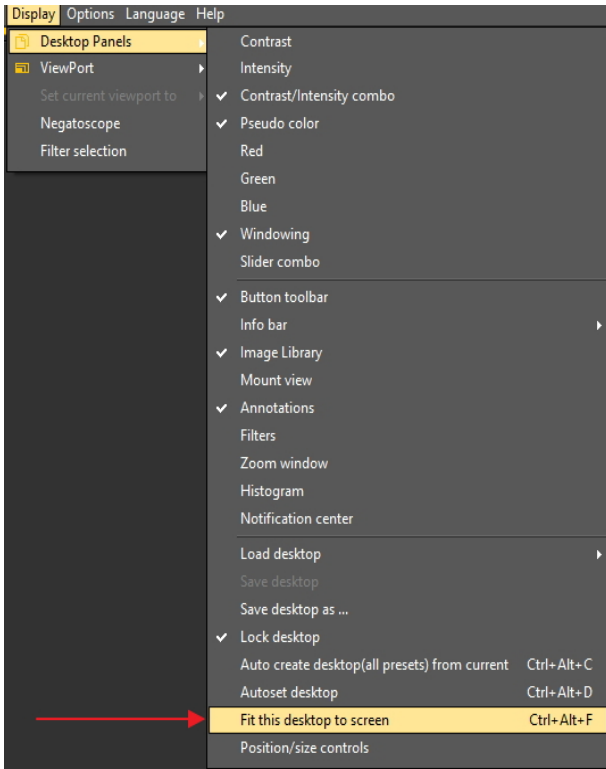 Display Options Language Help
Desktop Panels
ViewPort
Set current viewport to
Negatoscope
Filter selection
Contrast
Intensity
Contrast/Intensity combo
Pseudo color
Red
Green
Blue
Windowing
Slider combo
Button toolbar
Info bar
Image Library
Mount view
Annotations
Filters
Zoom window
Histogram
Notification center
Load desktop
Save desktop
Save desktop as ...
Lock desktop
Auto create desktop(all presets) from current Ctrl+Alt+C
Autoset desktop Ctrl+Alt+D
Fit this desktop to screen Ctrl+Alt+F
Position/size controls